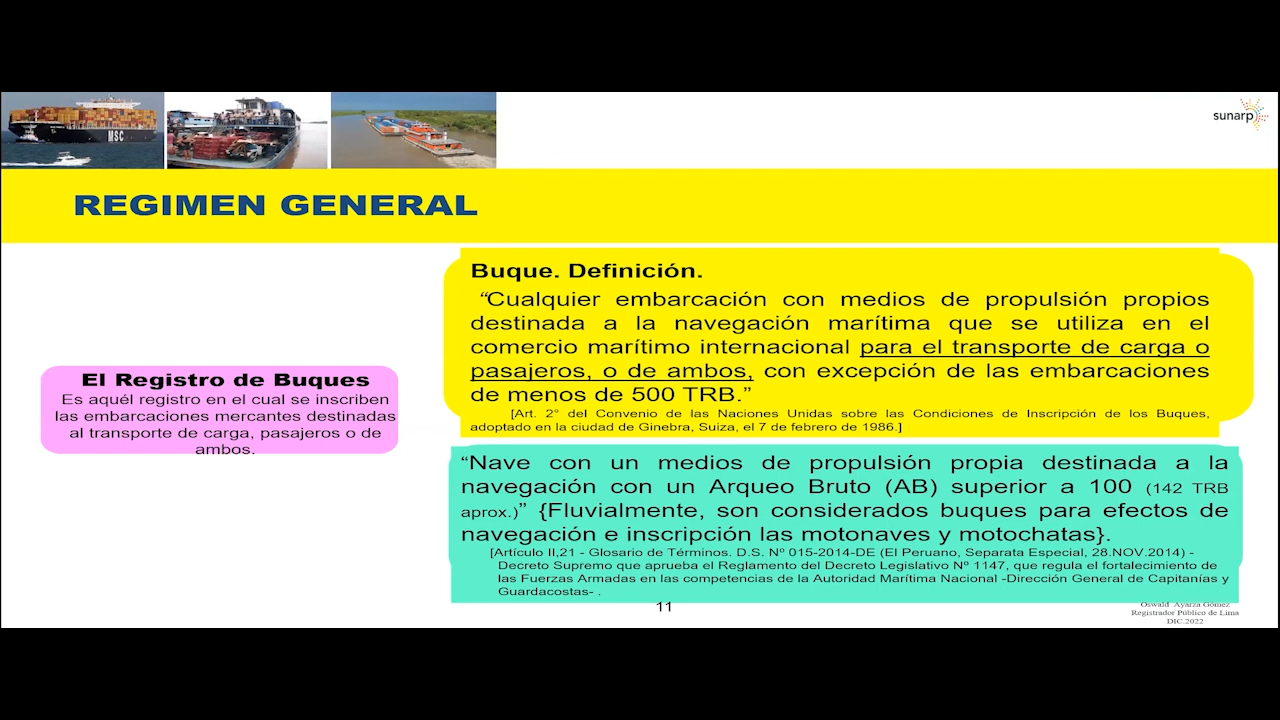 MSC
sunarp
REGIMEN GENERAL
El Registro de Buques
Es aquél registro en el cual se inscriben
las embarcaciones mercantes destinadas
al transporte de carga, pasajeros o de
ambos.
Buque. Definición.
“Cualquier embarcación con medios de propulsión propios
destinada a la navegación marítima que se utiliza en el
comercio marítimo internacional para el transporte de carga o
pasajeros, o de ambos, con excepción de las embarcaciones
de menos de 500 TRB.”
[Art. 2° del Convenio de las Naciones Unidas sobre las Condiciones de Inscripción de los Buques,
adoptado en la ciudad de Ginebra, Suiza, el 7 de febrero de 1986.]
“Nave con un medios de propulsión propia destinada a la
navegación con un Arqueo Bruto (AB) superior a 100 (142 TRB
aprox.)” {Fluvialmente, son considerados buques para efectos de
navegación e inscripción las motonaves y motochatas}.
[Artículo II,21 - Glosario de Términos. D.S. Nº 015-2014-DE (El Peruano, Separata Especial, 28.NOV.2014) -
Decreto Supremo que aprueba el Reglamento del Decreto Legislativo Nº 1147, que regula el fortalecimiento de
las Fuerzas Armadas en las competencias de la Autoridad Marítima Nacional -Dirección General de Capitanías y
Guardacostas- .
11
Oswald Ayarza Gómez
Registrador Público de Lima
DIC.2022